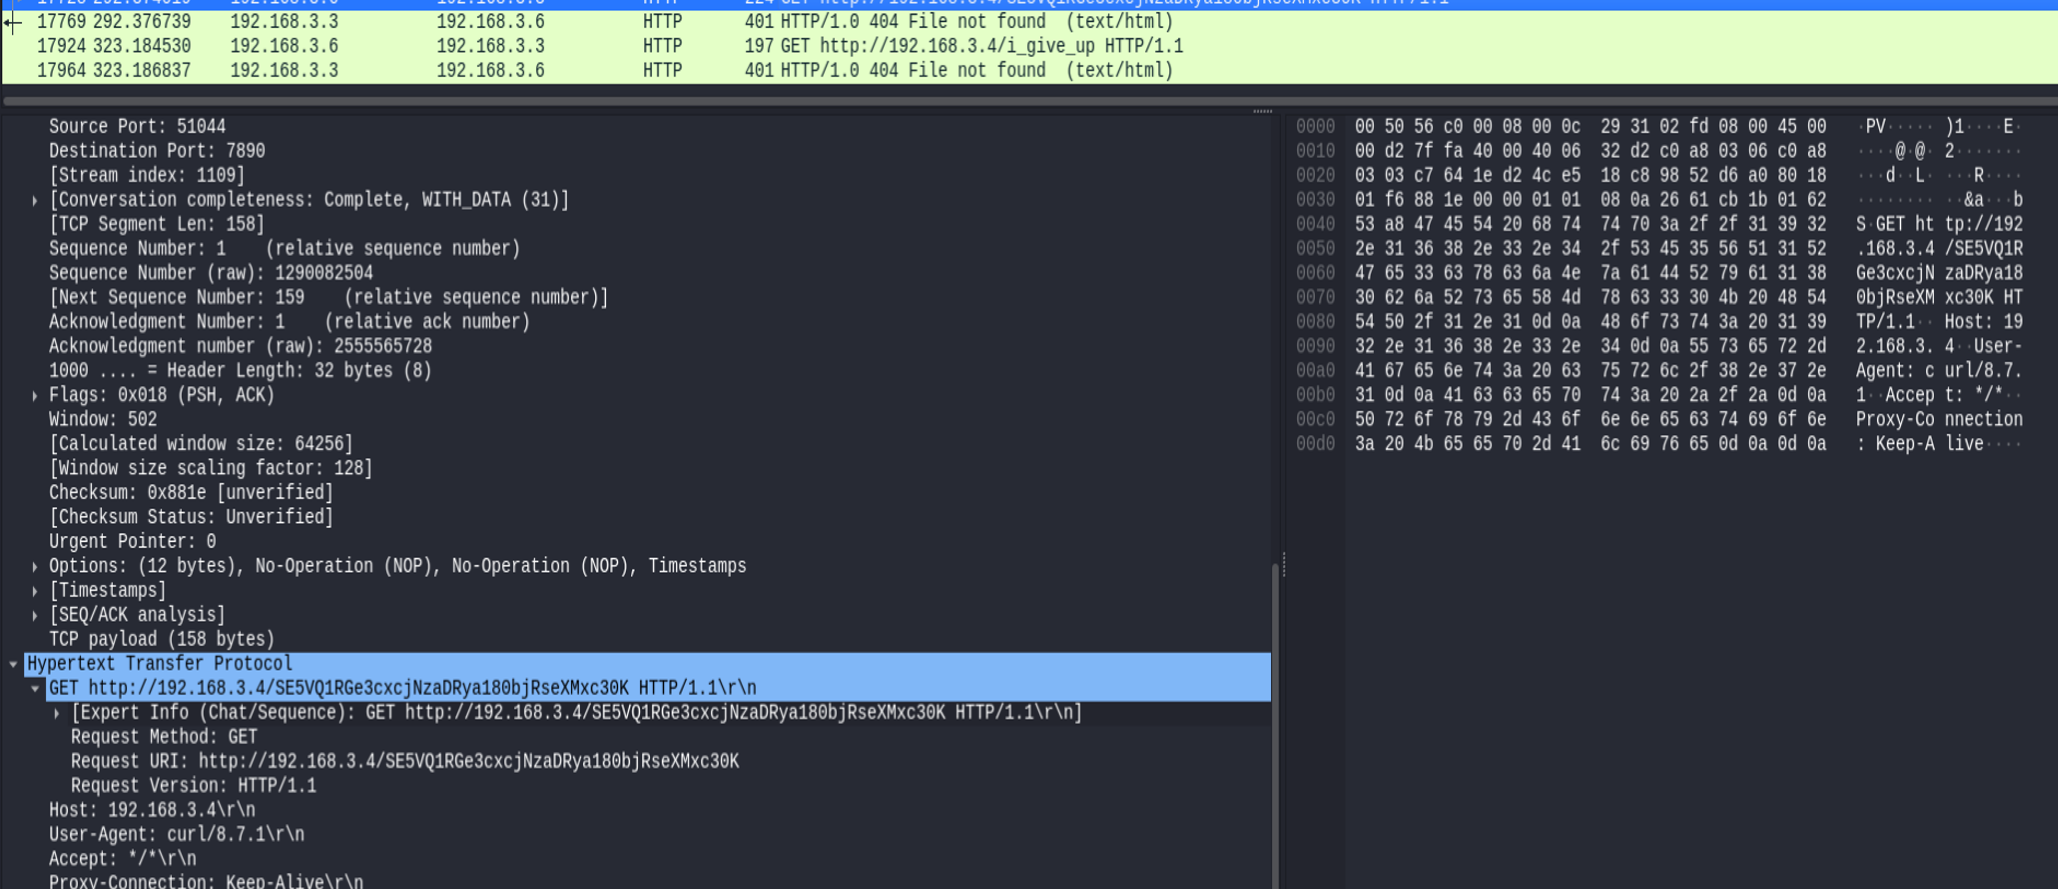 17769 292.376739 192.168.3.3 192.168.3.6 HTTP 401 HTTP/1.0 404 File not found (text/html)
17924 323.184530 192.168.3.6 192.168.3.3 HTTP 197 GET http://192.168.3.4/i_give_up HTTP/1.1
17964 323.186837 192.168.3.3 192.168.3.6 HTTP 401 HTTP/1.0 404 File not found (text/html)
Source Port: 51044
Destination Port: 7890
[Stream index: 1109]
[Conversation completeness: Complete, WITH_DATA (31)]
[TCP Segment Len: 158]
Sequence Number: 1 (relative sequence number)
Sequence Number (raw): 1290082504
[Next Sequence Number: 159 (relative sequence number)]
Acknowledgment Number: 1 (relative ack number)
Acknowledgment number (raw): 2555565728
1000 .... = Header Length: 32 bytes (8)
Flags: 0x018 (PSH, ACK)
Window: 502
[Calculated window size: 64256]
[Window size scaling factor: 128]
Checksum: 0x881e [unverified]
[Checksum Status: Unverified]
Urgent Pointer: 0
Options: (12 bytes), No-Operation (NOP), No-Operation (NOP), Timestamps
[Timestamps]
[SEQ/ACK analysis]
TCP payload (158 bytes)
Hypertext Transfer Protocol
GET http://192.168.3.4/SE5VQ1RGe3cxcjNzaDRya180bjRseXMxc30K HTTP/1.1\r\n
[Expert Info (Chat/Sequence): GET http://192.168.3.4/SE5VQ1RGe3cxcjNzaDRya180bjRseXMxc30K HTTP/1.1\r\n]
Request Method: GET
Request URI: http://192.168.3.4/SE5VQ1RGe3cxcjNzaDRya180bjRseXMxc30K
Request Version: HTTP/1.1
Host: 192.168.3.4\r\n
User-Agent: curl/8.7.1\r\n
Accept: */*\r\n
Proxy-Connection: Keep-Alive\r\n
0000 00 50 56 c0 00 08 00 0c 29 31 02 fd 08 00 45 00 ·PV····· )1····E·
0010 00 d2 7f fa 40 00 40 06 32 d2 c0 a8 03 06 c0 a8 ····@·@· 2·······
0020 03 03 c7 64 1e d2 4c e5 18 c8 98 52 d6 a0 80 18 ···d··L· ···R····
0030 01 f6 88 1e 00 00 01 01 08 0a 26 61 cb 1b 01 62 ········ ··&a···b
0040 53 a8 47 45 54 20 68 74 74 70 3a 2f 2f 31 39 32 S·GET ht tp://192
0050 2e 31 36 38 2e 33 2e 34 2f 53 45 35 56 51 31 52 .168.3.4 /SE5VQ1R
0060 47 65 33 63 78 63 6a 4e 7a 61 44 52 79 61 31 38 Ge3cxcjN zaDRya18
0070 30 62 6a 52 73 65 58 4d 78 63 33 30 4b 20 48 54 0bjRseXM xc30K HT
0080 54 50 2f 31 2e 31 0d 0a 48 6f 73 74 3a 20 31 39 TP/1.1·· Host: 19
0090 32 2e 31 36 38 2e 33 2e 34 0d 0a 55 73 65 72 2d 2.168.3. 4··User-
00a0 41 67 65 6e 74 3a 20 63 75 72 6c 2f 38 2e 37 2e Agent: c url/8.7.
00b0 31 0d 0a 41 63 63 65 70 74 3a 20 2a 2f 2a 0d 0a 1··Accep t: */*··
00c0 50 72 6f 78 79 2d 43 6f 6e 6e 65 63 74 69 6f 6e Proxy-Co nnection
00d0 3a 20 4b 65 65 70 2d 41 6c 69 76 65 0d 0a 0d 0a : Keep-A live····